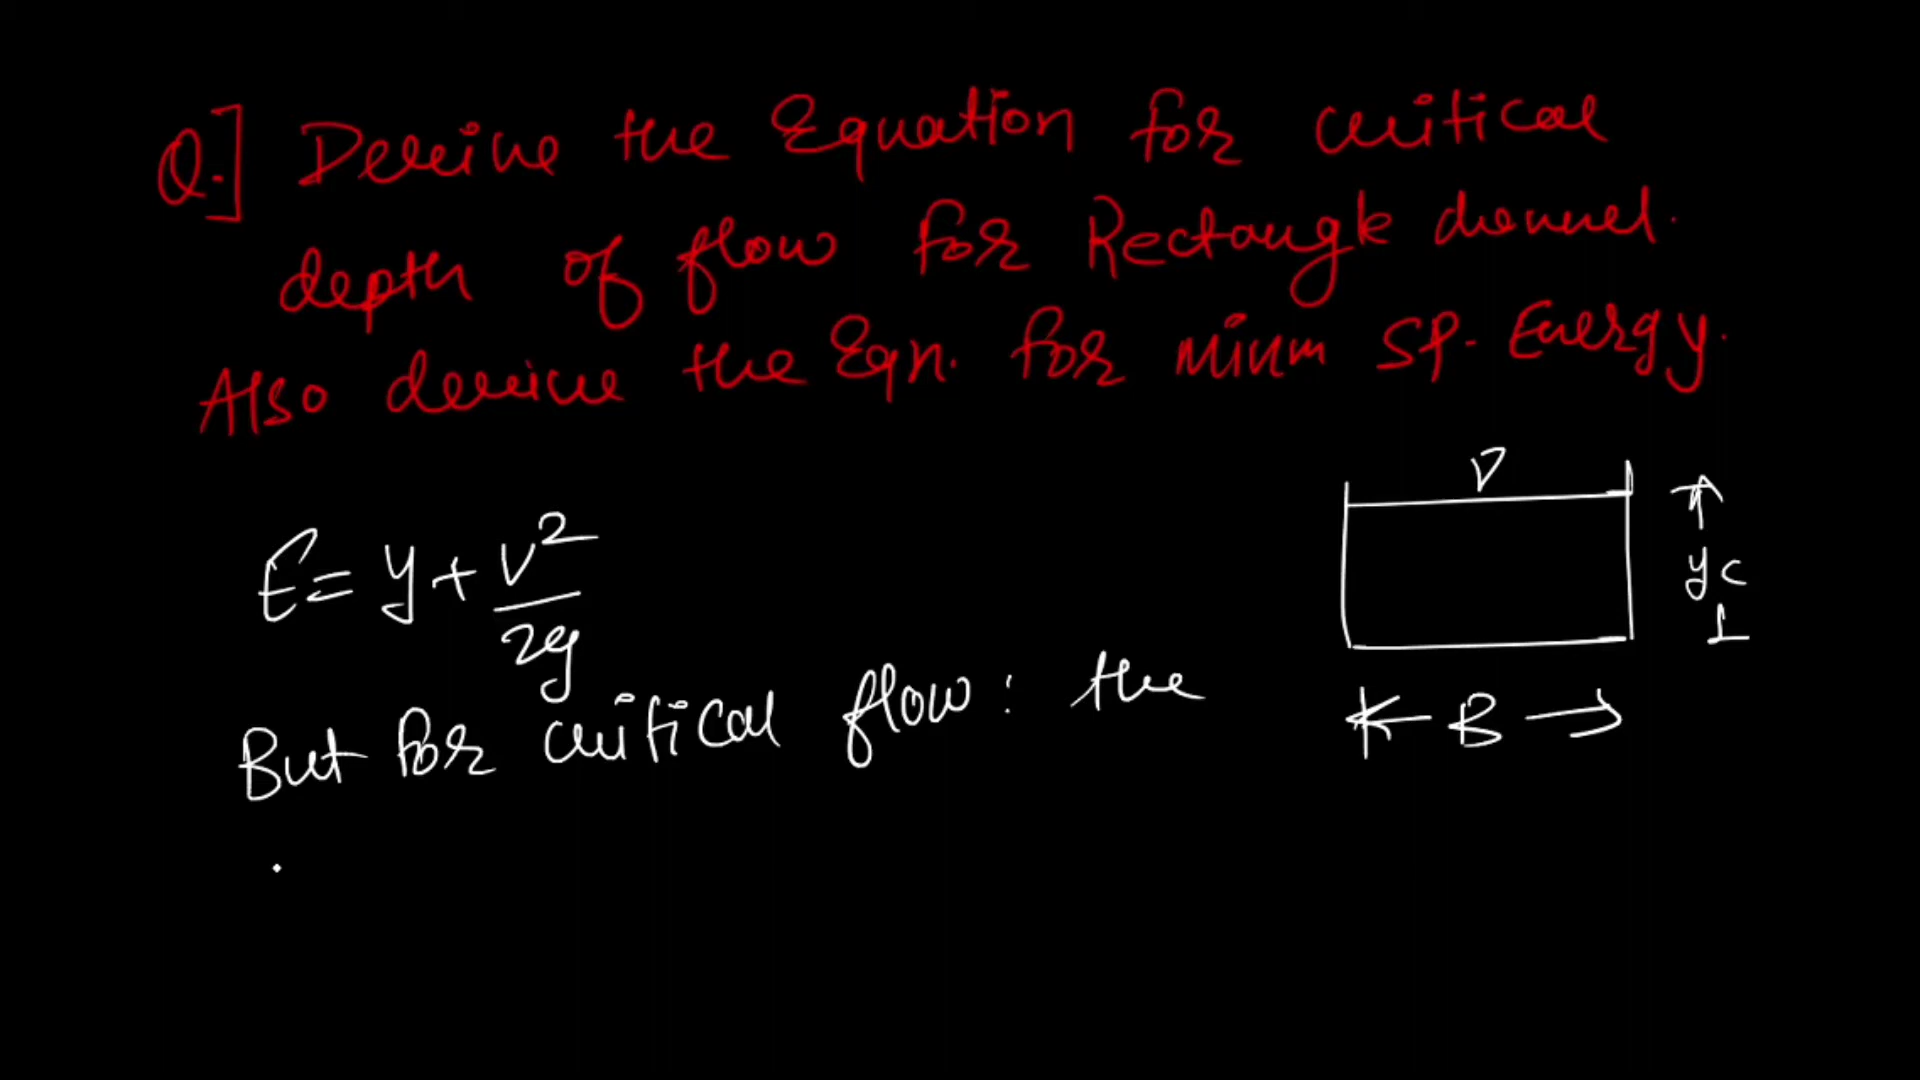 Q.] Derive the Equation for critical
depth of flow for Rectangle channel.
Also derive the Eqn. for minm SP. Energy.
E = y + v²/2g
But for critical flow : the
yc
B